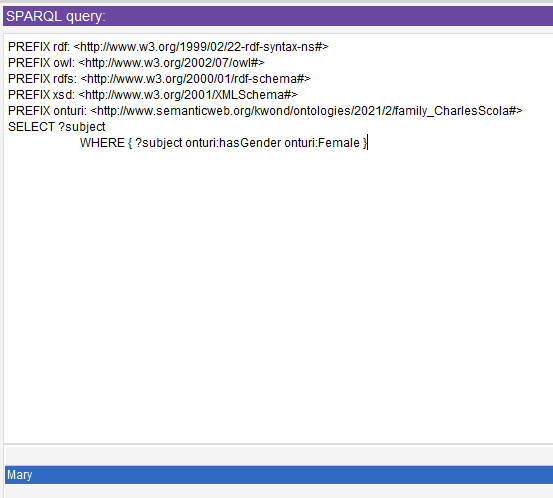 SPARQL query:
PREFIX rdf: <http://www.w3.org/1999/02/22-rdf-syntax-ns#>
PREFIX owl: <http://www.w3.org/2002/07/owl#>
PREFIX rdfs: <http://www.w3.org/2000/01/rdf-schema#>
PREFIX xsd: <http://www.w3.org/2001/XMLSchema#>
PREFIX onturi: <http://www.semanticweb.org/kwond/ontologies/2021/2/family_CharlesScola#>
SELECT ?subject
WHERE { ?subject onturi:hasGender onturi:Female }
Mary